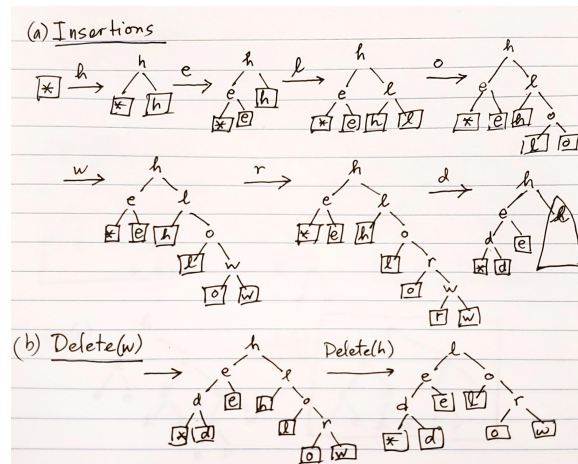 (a) Insertions
* h e l o
h h h h
* h e h e l e l
* e * e h l * e h o
l o
w r d
h h h
e l e l e l
* e h o * e h o d e
l w l r * d
o w o w
r w
(b) Delete(w) Delete(h)
h l
e l e o
d e h o d e l r
* d l r * d o w
o w